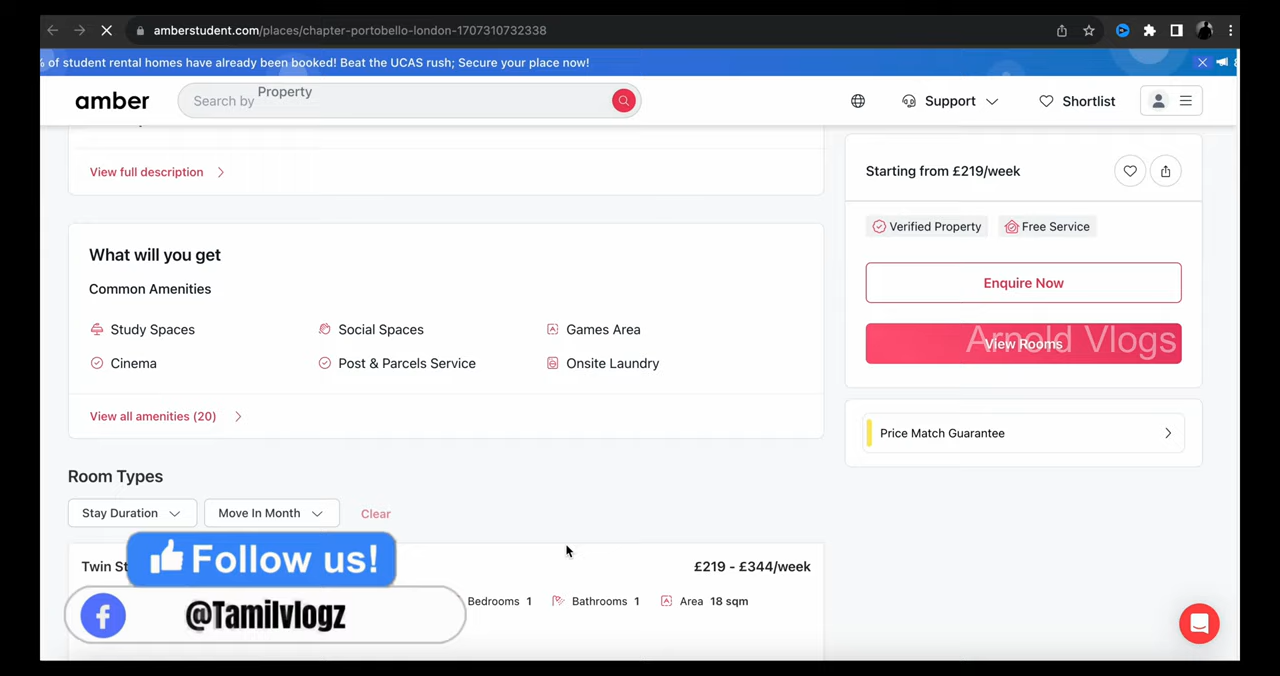 amberstudent.com/places/chapter-portobello-london-1707310732338
% of student rental homes have already been booked! Beat the UCAS rush; Secure your place now!
amber
Search by Property
Support
Shortlist
View full description
Starting from £219/week
Verified Property
Free Service
What will you get
Common Amenities
Enquire Now
Study Spaces
Social Spaces
Games Area
View Rooms
Arnold Vlogs
Cinema
Post & Parcels Service
Onsite Laundry
View all amenities (20)
Price Match Guarantee
Room Types
Stay Duration
Move In Month
Clear
Follow us!
Twin St
£219 - £344/week
@Tamilvlogz
Bedrooms 1
Bathrooms 1
Area 18 sqm